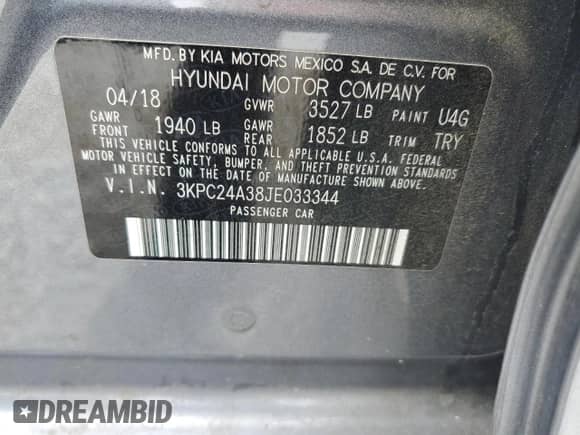 MFD. BY KIA MOTORS MEXICO S.A. DE C.V. FOR
HYUNDAI MOTOR COMPANY
04/18 GVWR 3527 LB PAINT U4G
GAWR FRONT 1940 LB GAWR REAR 1852 LB TRIM TRY
THIS VEHICLE CONFORMS TO ALL APPLICABLE U.S.A. FEDERAL
MOTOR VEHICLE SAFETY, BUMPER, AND THEFT PREVENTION STANDARDS
IN EFFECT ON THE DATE OF MANUFACTURE SHOWN ABOVE.
V.I.N. 3KPC24A38JE033344
PASSENGER CAR
DREAMBID